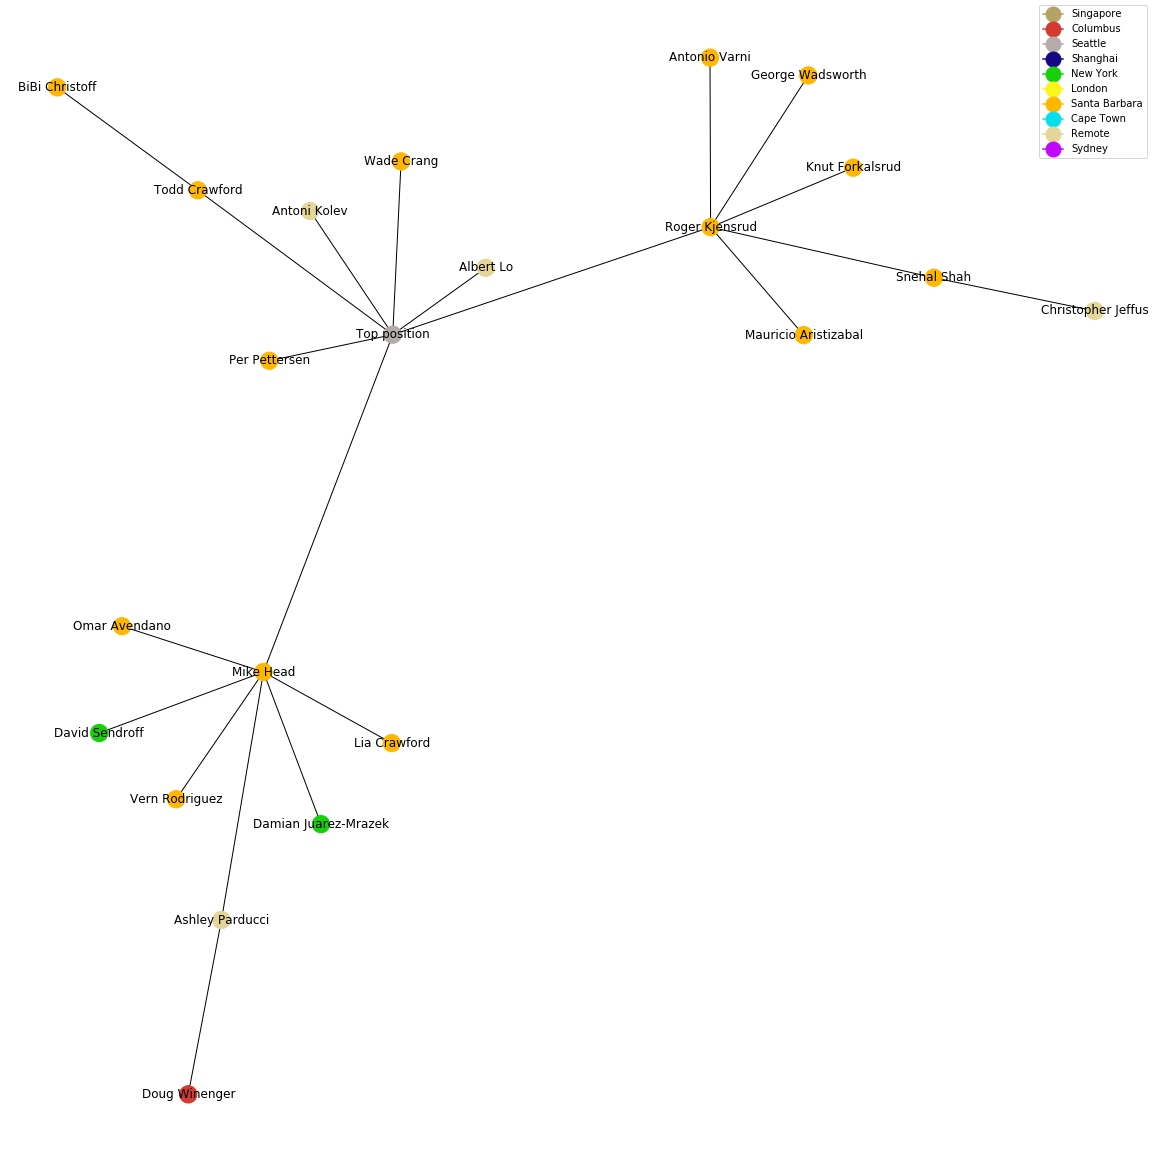 Singapore
Columbus
Seattle
Shanghai
New York
London
Santa Barbara
Cape Town
Remote
Sydney
Antonio Varni
George Wadsworth
BiBi Christoff
Wade Crang
Knut Forkalsrud
Todd Crawford
Antoni Kolev
Roger Kjensrud
Albert Lo
Snehal Shah
Christopher Jeffus
Top position
Mauricio Aristizabal
Per Pettersen
Omar Avendano
Mike Head
David Sendroff
Lia Crawford
Vern Rodriguez
Damian Juarez-Mrazek
Ashley Parducci
Doug Winenger